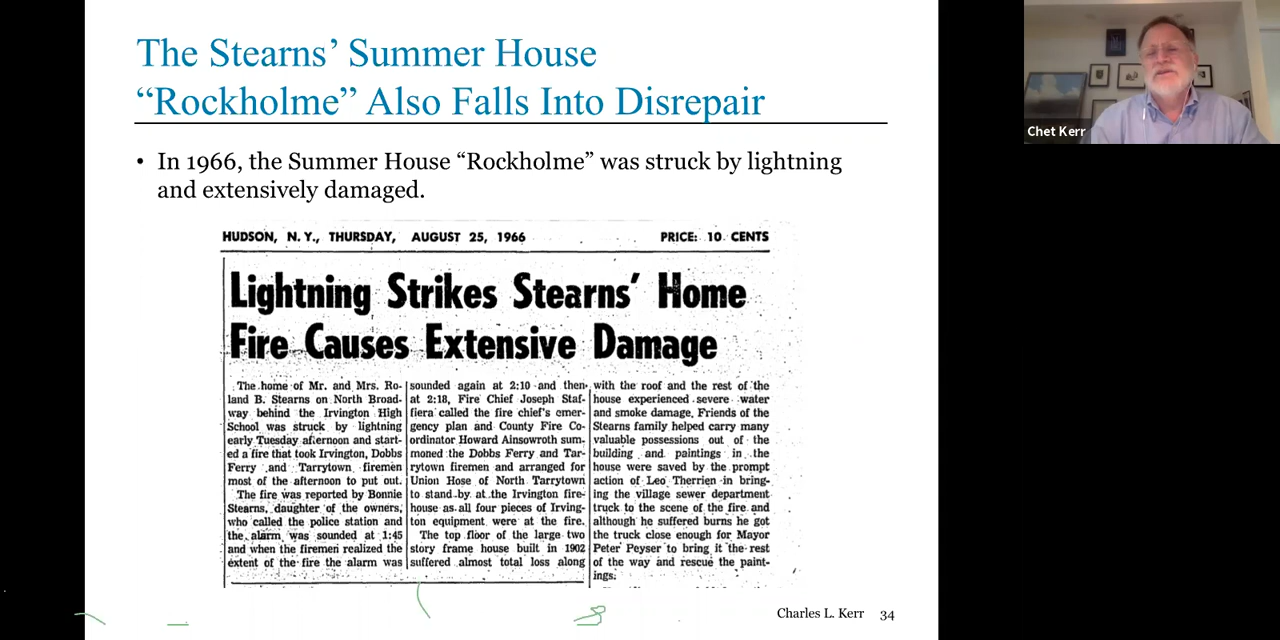 The Stearns’ Summer House
“Rockholme” Also Falls Into Disrepair
• In 1966, the Summer House “Rockholme” was struck by lightning
and extensively damaged.
HUDSON, N.Y., THURSDAY, AUGUST 25, 1966 PRICE: 10 CENTS
Lightning Strikes Stearns’ Home
Fire Causes Extensive Damage
The home of Mr. and Mrs. Ro-
land B. Stearns on North Broad-
way behind the Irvington High
School was struck by lightning
early Tuesday afternoon and start-
ed a fire that took Irvington, Dobbs
Ferry and Tarrytown firemen
most of the afternoon to put out.
The fire was reported by Bonnie
Stearns, daughter of the owners,
who called the police station and
the alarm was sounded at 1:45
and when the firemen realized the
extent of the fire the alarm was
sounded again at 2:10 and then
at 2:18, Fire Chief Joseph Staf-
fiera called the fire chief's emer-
gency plan and County Fire Co-
ordinator Howard Ainsowroth sum-
moned the Dobbs Ferry and Tar-
rytown firemen and arranged for
Union Hose of North Tarrytown
to stand by at the Irvington fire-
house as all four pieces of Irving-
ton equipment were at the fire.
The top floor of the large two
story frame house built in 1902
suffered almost total loss along
with the roof and the rest of the
house experienced severe water
and smoke damage, Friends of the
Stearns family helped carry many
valuable possessions out of the
building and paintings in the
house were saved by the prompt
action of Leo Therrien in bring-
ing the village sewer department
truck to the scene of the fire and
although he suffered burns he got
the truck close enough for Mayor
Peter Peyser to bring it the rest
of the way and rescue the paint-
ings.
Charles L. Kerr 34
Chet Kerr